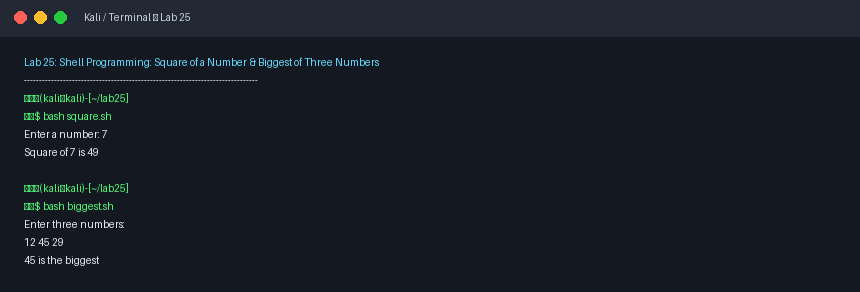 Kali / Terminal □ Lab 25
Lab 25: Shell Programming: Square of a Number & Biggest of Three Numbers
------------------------------------------------------------------------------
□□□(kali□kali)-[~/lab25]
□□$ bash square.sh
Enter a number: 7
Square of 7 is 49
□□□(kali□kali)-[~/lab25]
□□$ bash biggest.sh
Enter three numbers:
12 45 29
45 is the biggest